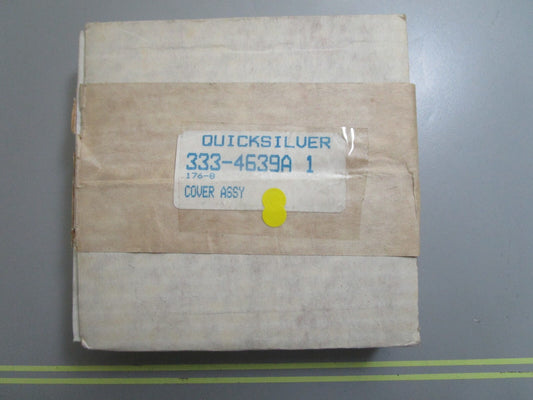 QUICKSILVER
333-4639A 1
176-8
COVER ASSY